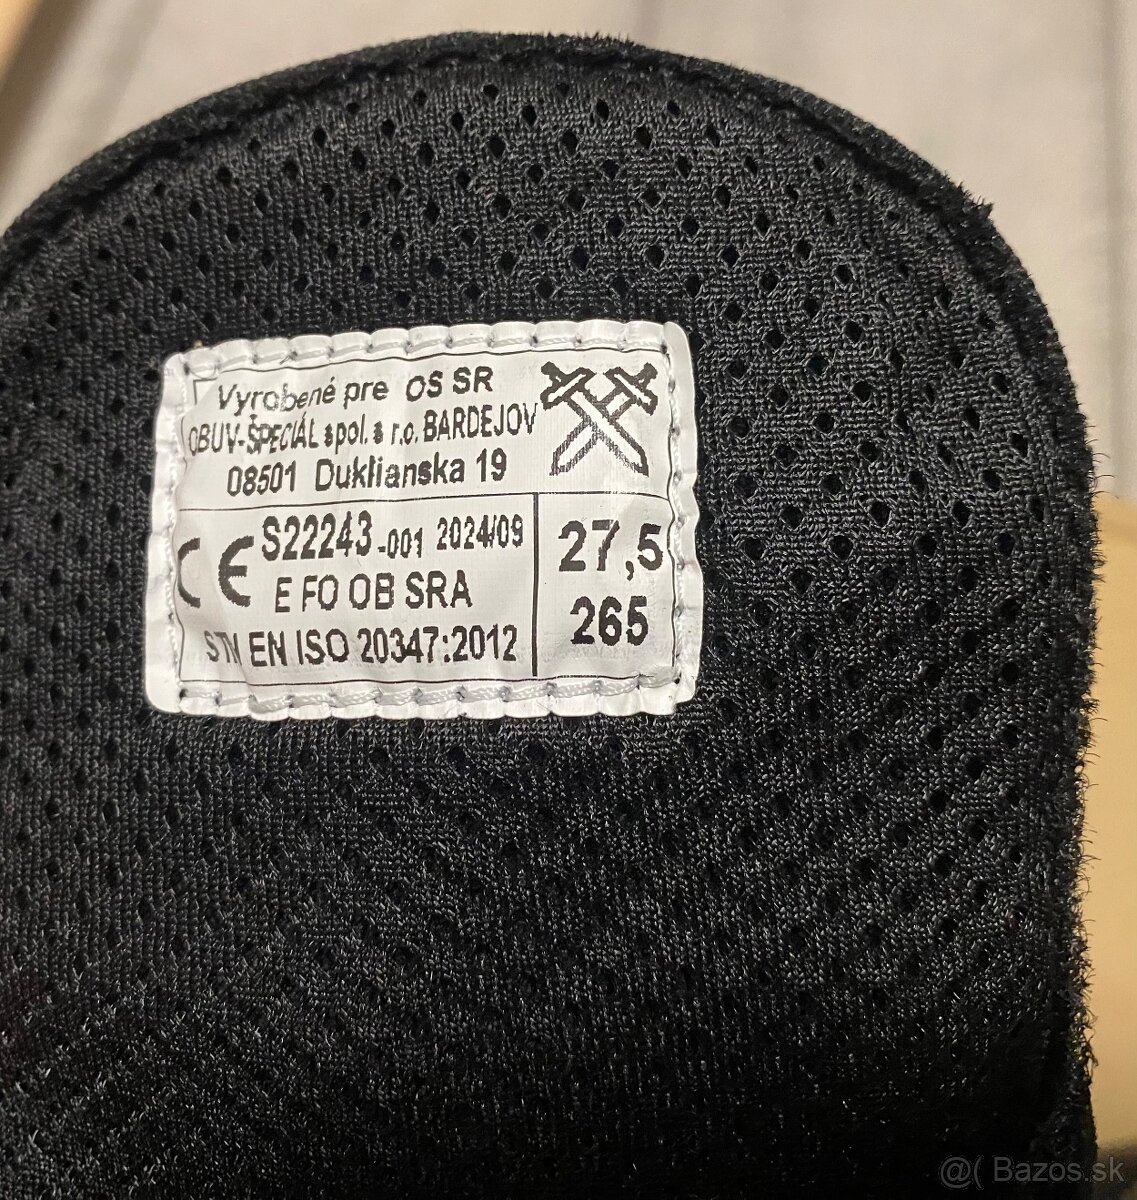 Vyrobené pre OS SR
OBUV-ŠPECIÁL spol. s r.o. BARDEJOV
08501 Duklianska 19
CE S22243 -001 2024/09
E FO OB SRA
STN EN ISO 20347:2012
27,5
265
@( Bazos.sk